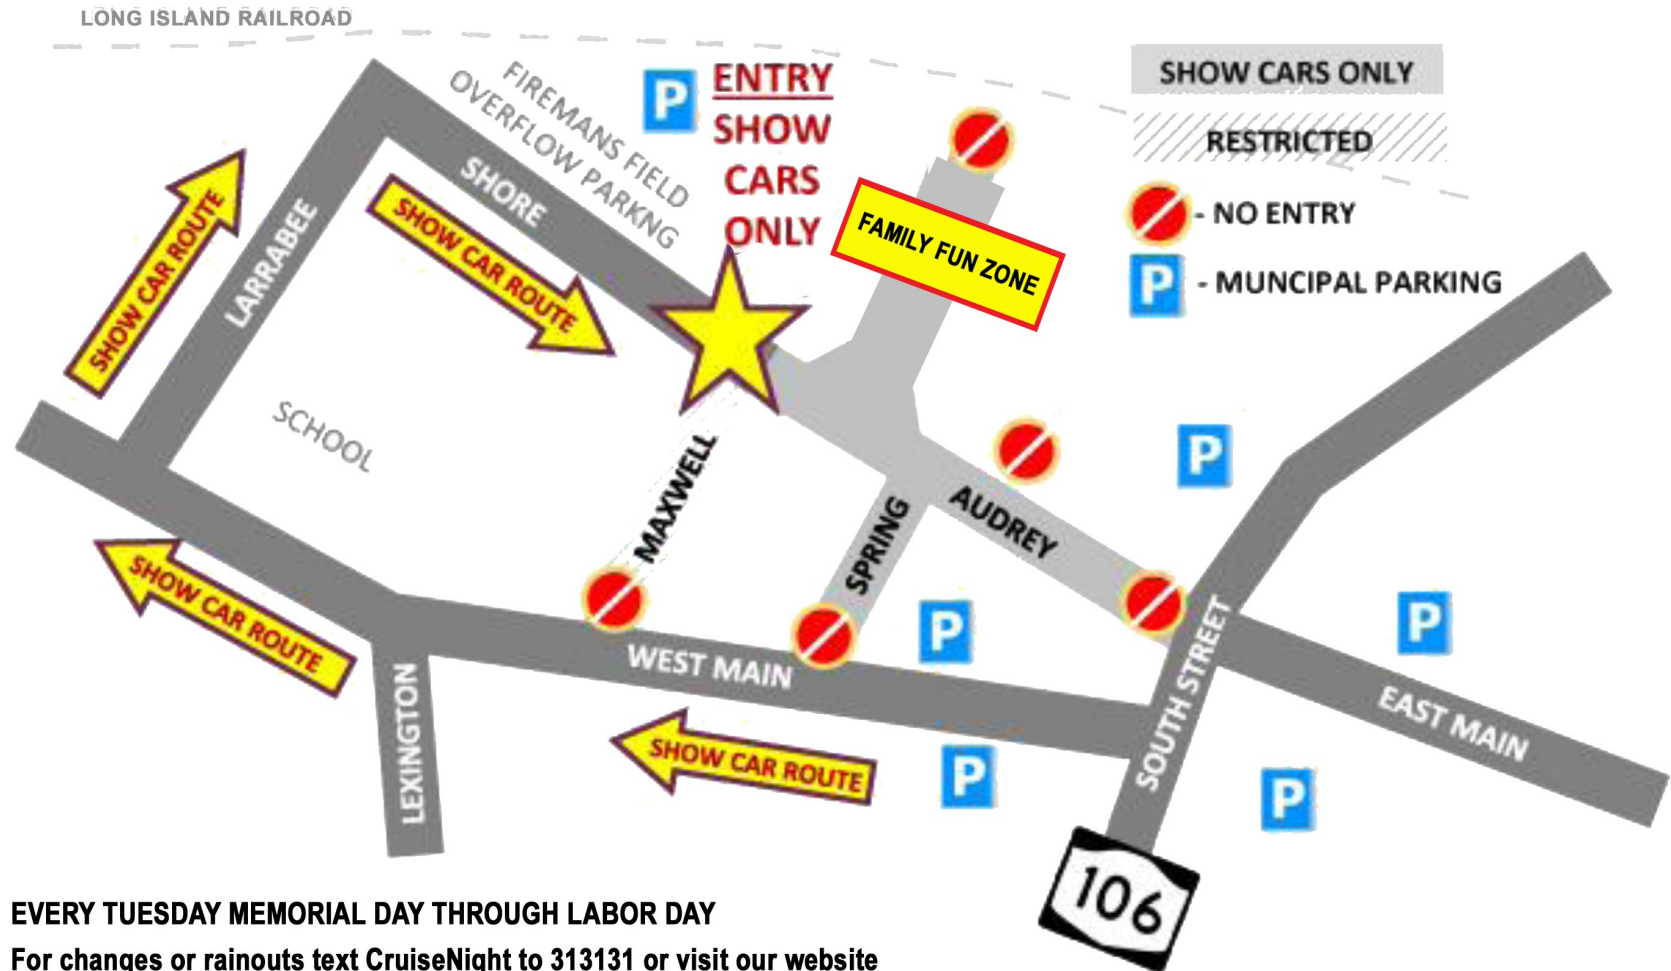 LONG ISLAND RAILROAD
FIREMANS FIELD
OVERFLOW PARKNG
P
ENTRY
SHOW
CARS
ONLY
SHOW CARS ONLY
RESTRICTED
- NO ENTRY
P
- MUNCIPAL PARKING
FAMILY FUN ZONE
SHOW CAR ROUTE
LARRABEE
SHORE
SHOW CAR ROUTE
SCHOOL
MAXWELL
SPRING
AUDREY
P
SHOW CAR ROUTE
WEST MAIN
P
P
SOUTH STREET
EAST MAIN
LEXINGTON
SHOW CAR ROUTE
P
P
106
EVERY TUESDAY MEMORIAL DAY THROUGH LABOR DAY
For changes or rainouts text CruiseNight to 313131 or visit our website